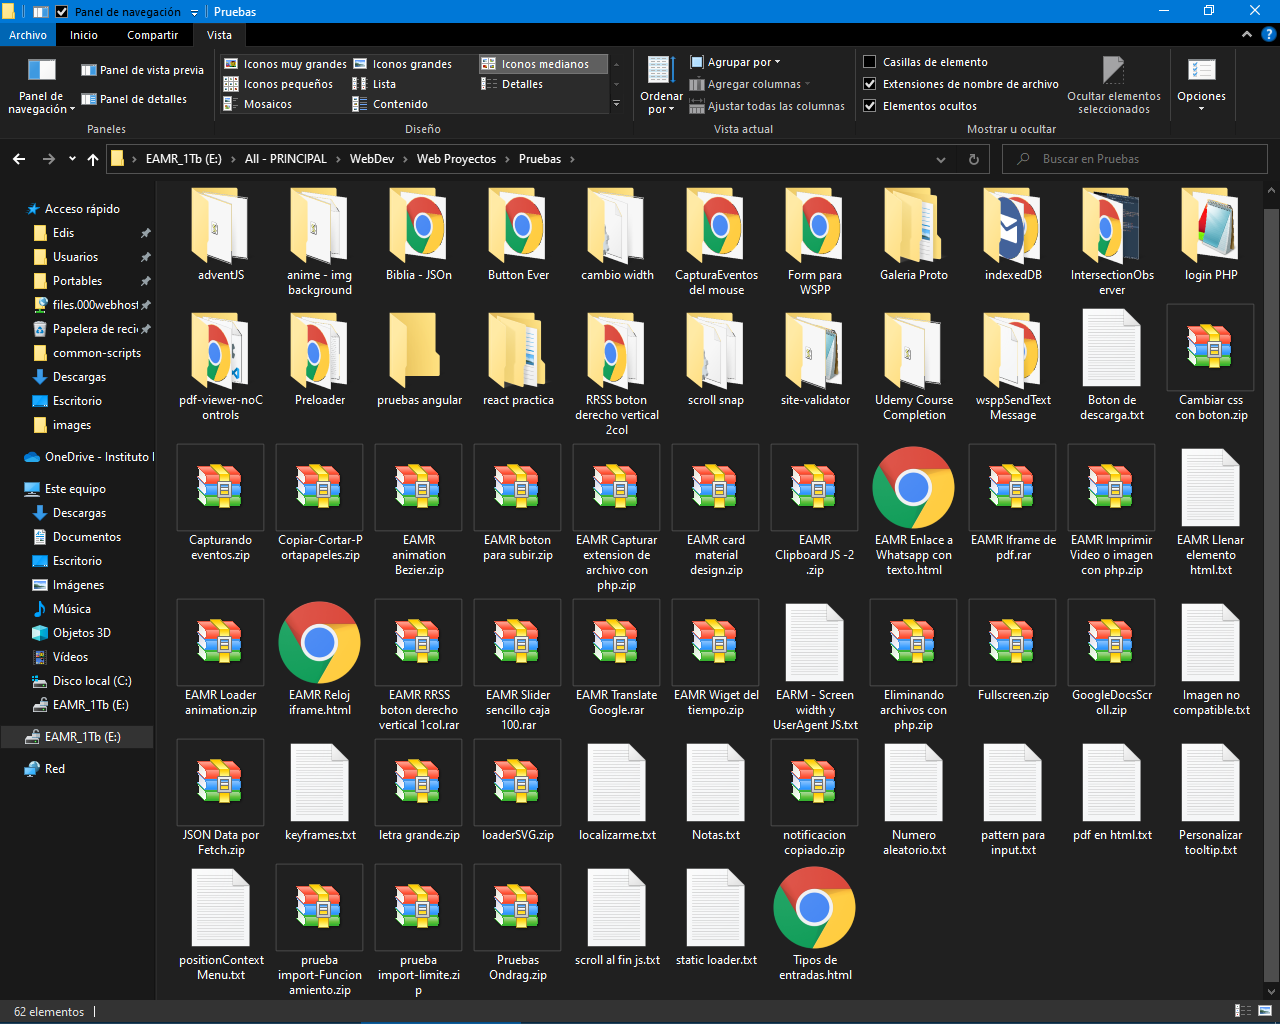 Panel de navegación
Pruebas
Archivo
Inicio
Compartir
Vista
Panel de navegación
Panel de vista previa
Panel de detalles
Paneles
Iconos muy grandes
Iconos grandes
Iconos medianos
Iconos pequeños
Lista
Detalles
Mosaicos
Contenido
Diseño
Ordenar por
Agrupar por
Agregar columnas
Ajustar todas las columnas
Vista actual
Casillas de elemento
Extensiones de nombre de archivo
Elementos ocultos
Ocultar elementos seleccionados
Mostrar u ocultar
Opciones
EAMR_1Tb (E:) > All - PRINCIPAL > WebDev > Web Proyectos > Pruebas >
Buscar en Pruebas
Acceso rápido
Edis
Usuarios
Portables
files.000webhost
Papelera de reci
common-scripts
Descargas
Escritorio
images
OneDrive - Instituto
Este equipo
Descargas
Documentos
Escritorio
Imágenes
Música
Objetos 3D
Vídeos
Disco local (C:)
EAMR_1Tb (E:)
EAMR_1Tb (E:)
Red
adventJS
anime - img background
Biblia - JSOn
Button Ever
cambio width
CapturaEventos del mouse
Form para WSPP
Galeria Proto
indexedDB
IntersectionObserver
login PHP
pdf-viewer-noControls
Preloader
pruebas angular
react practica
RRSS boton derecho vertical 2col
scroll snap
site-validator
Udemy Course Completion
wsppSendTextMessage
Boton de descarga.txt
Cambiar css con boton.zip
Capturando eventos.zip
Copiar-Cortar-Portapapeles.zip
EAMR animation Bezier.zip
EAMR boton para subir.zip
EAMR Capturar extension de archivo con php.zip
EAMR card material design.zip
EAMR Clipboard JS -2 .zip
EAMR Enlace a Whatsapp con texto.html
EAMR Iframe de pdf.rar
EAMR Imprimir Video o imagen con php.zip
EAMR Llenar elemento html.txt
EAMR Loader animation.zip
EAMR Reloj iframe.html
EAMR RRSS boton derecho vertical 1col.rar
EAMR Slider sencillo caja 100.rar
EAMR Translate Google.rar
EAMR Wiget del tiempo.zip
EARM - Screen width y UserAgent JS.txt
Eliminando archivos con php.zip
Fullscreen.zip
GoogleDocsScroll.zip
Imagen no compatible.txt
JSON Data por Fetch.zip
keyframes.txt
letra grande.zip
loaderSVG.zip
localizarme.txt
Notas.txt
notificacion copiado.zip
Numero aleatorio.txt
pattern para input.txt
pdf en html.txt
Personalizar tooltip.txt
positionContextMenu.txt
prueba import-Funcionamiento.zip
prueba import-limite.zip
Pruebas Ondrag.zip
scroll al fin js.txt
static loader.txt
Tipos de entradas.html
62 elementos